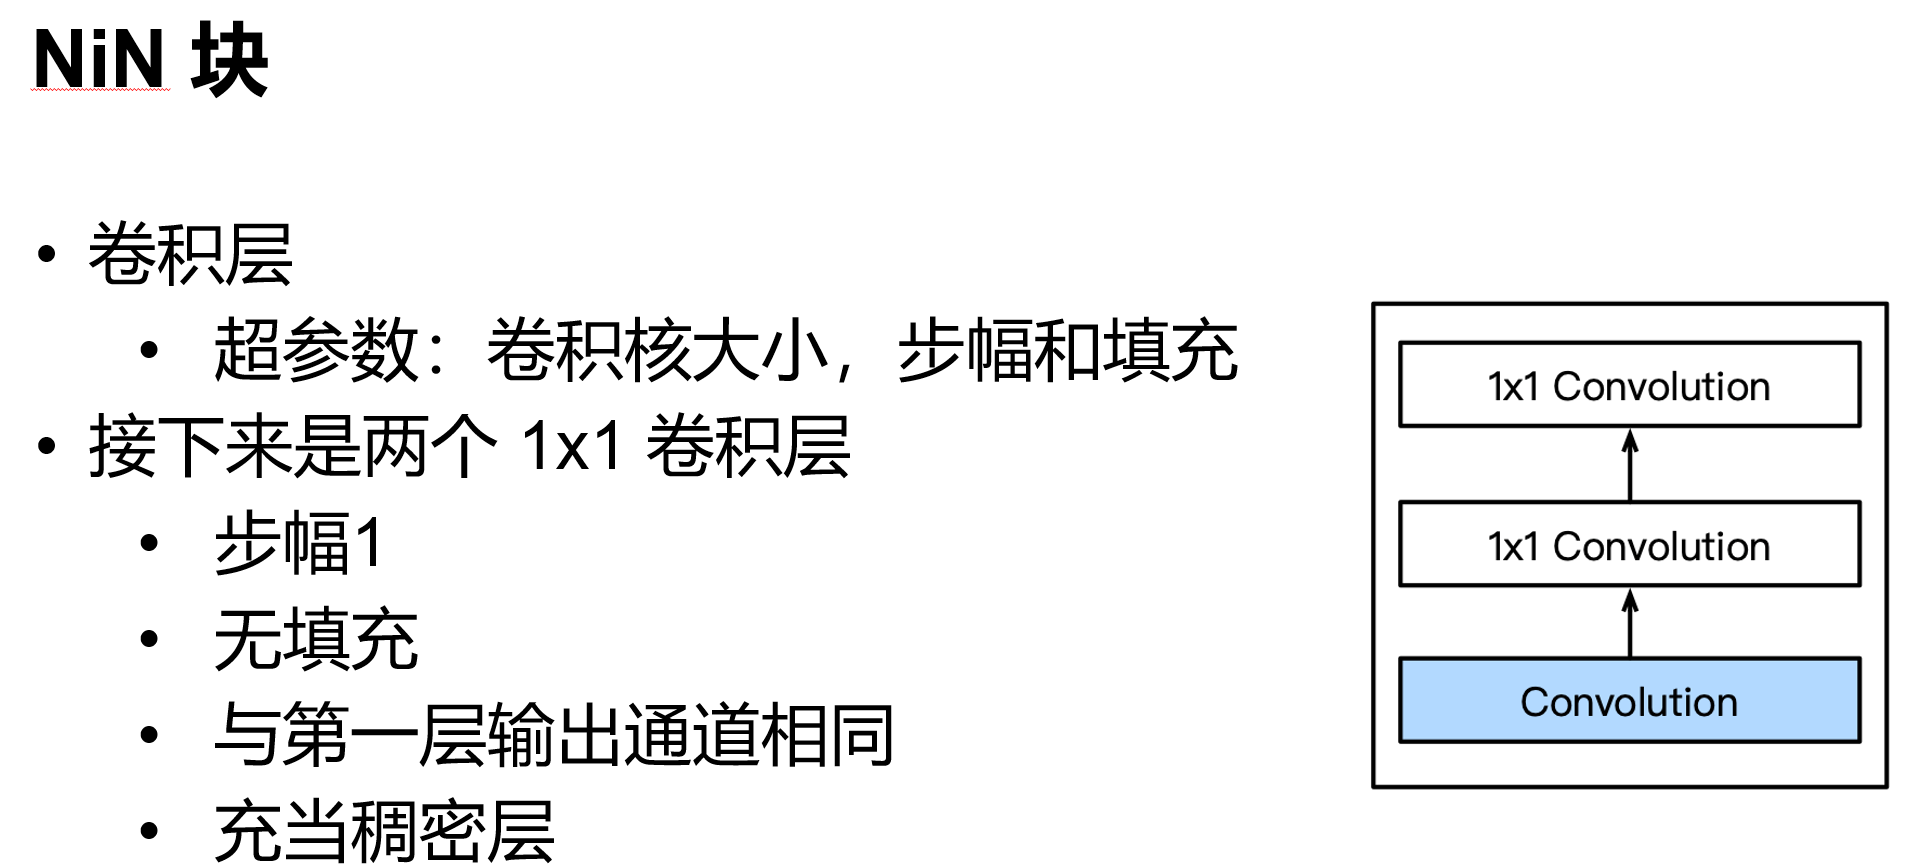 NiN 块
• 卷积层
• 超参数：卷积核大小，步幅和填充
• 接下来是两个 1x1 卷积层
• 步幅1
• 无填充
• 与第一层输出通道相同
• 充当稠密层
1x1 Convolution
1x1 Convolution
Convolution